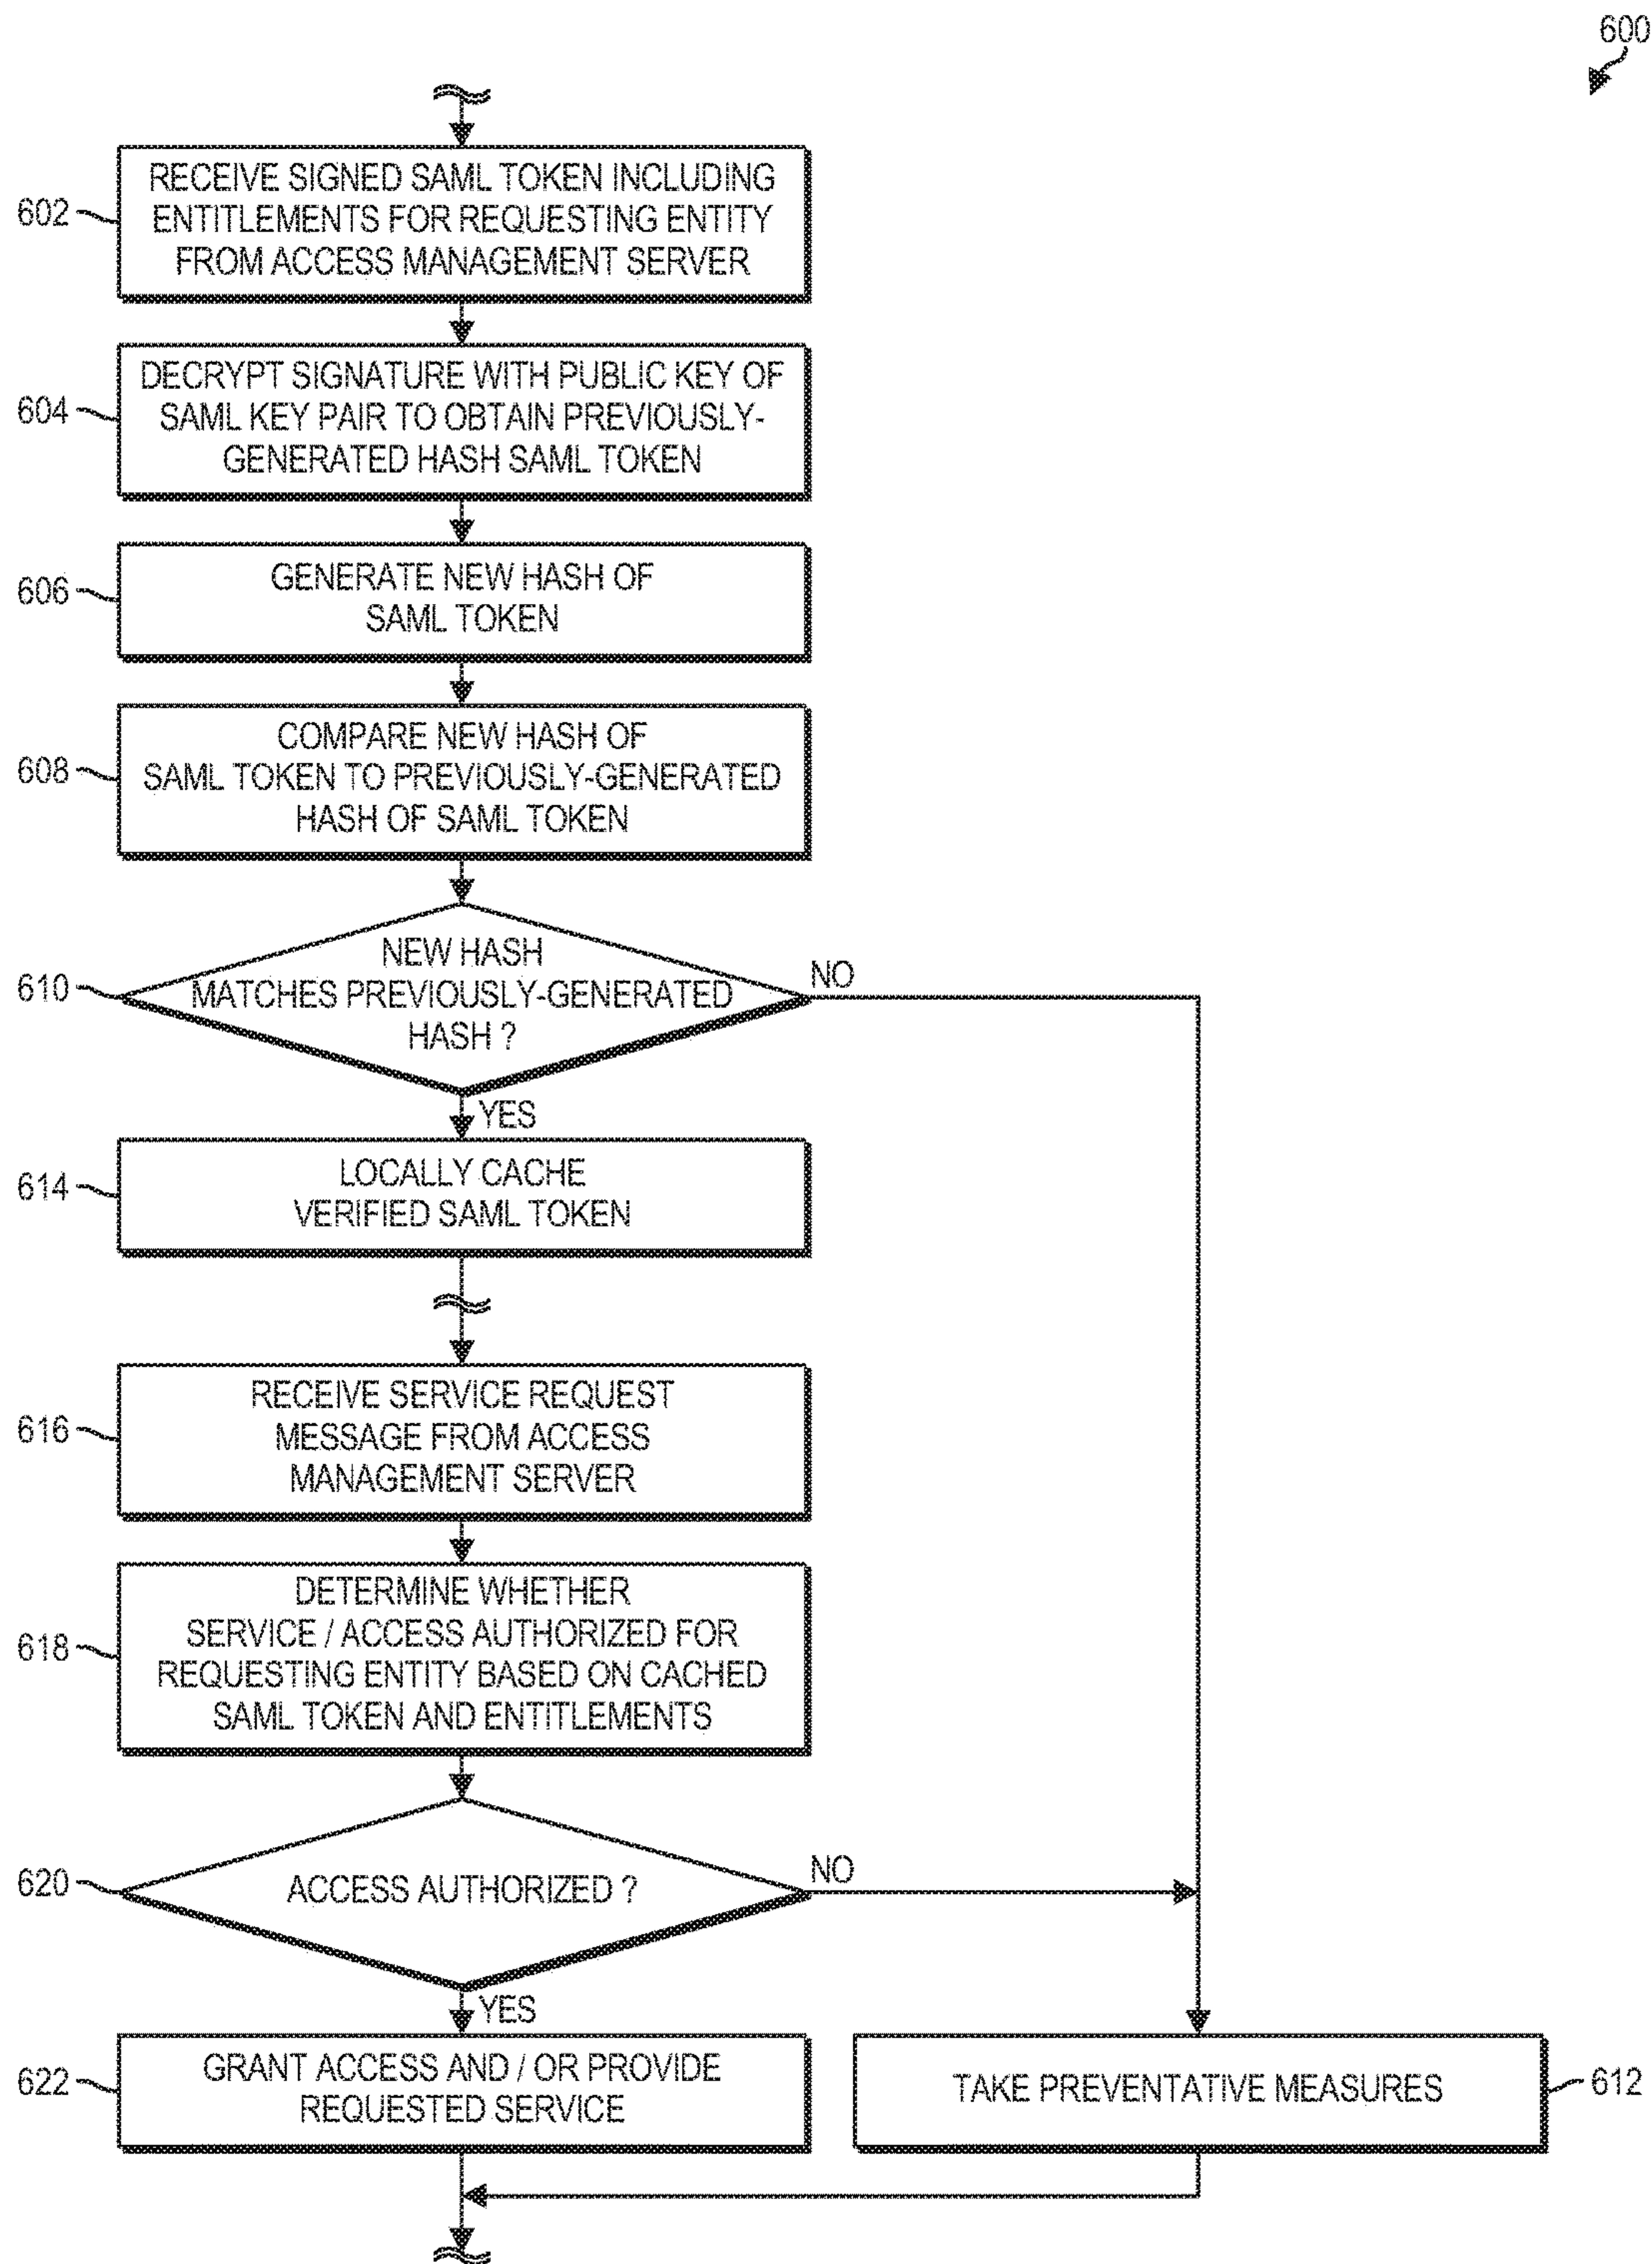 600
602
RECEIVE SIGNED SAML TOKEN INCLUDING
ENTITLEMENTS FOR REQUESTING ENTITY
FROM ACCESS MANAGEMENT SERVER
604
DECRYPT SIGNATURE WITH PUBLIC KEY OF
SAML KEY PAIR TO OBTAIN PREVIOUSLY-
GENERATED HASH SAML TOKEN
606
GENERATE NEW HASH OF
SAML TOKEN
608
COMPARE NEW HASH OF
SAML TOKEN TO PREVIOUSLY-GENERATED
HASH OF SAML TOKEN
610
NEW HASH
MATCHES PREVIOUSLY-GENERATED
HASH ?
NO
YES
614
LOCALLY CACHE
VERIFIED SAML TOKEN
616
RECEIVE SERVICE REQUEST
MESSAGE FROM ACCESS
MANAGEMENT SERVER
618
DETERMINE WHETHER
SERVICE / ACCESS AUTHORIZED FOR
REQUESTING ENTITY BASED ON CACHED
SAML TOKEN AND ENTITLEMENTS
620
ACCESS AUTHORIZED ?
NO
YES
622
GRANT ACCESS AND / OR PROVIDE
REQUESTED SERVICE
TAKE PREVENTATIVE MEASURES
612